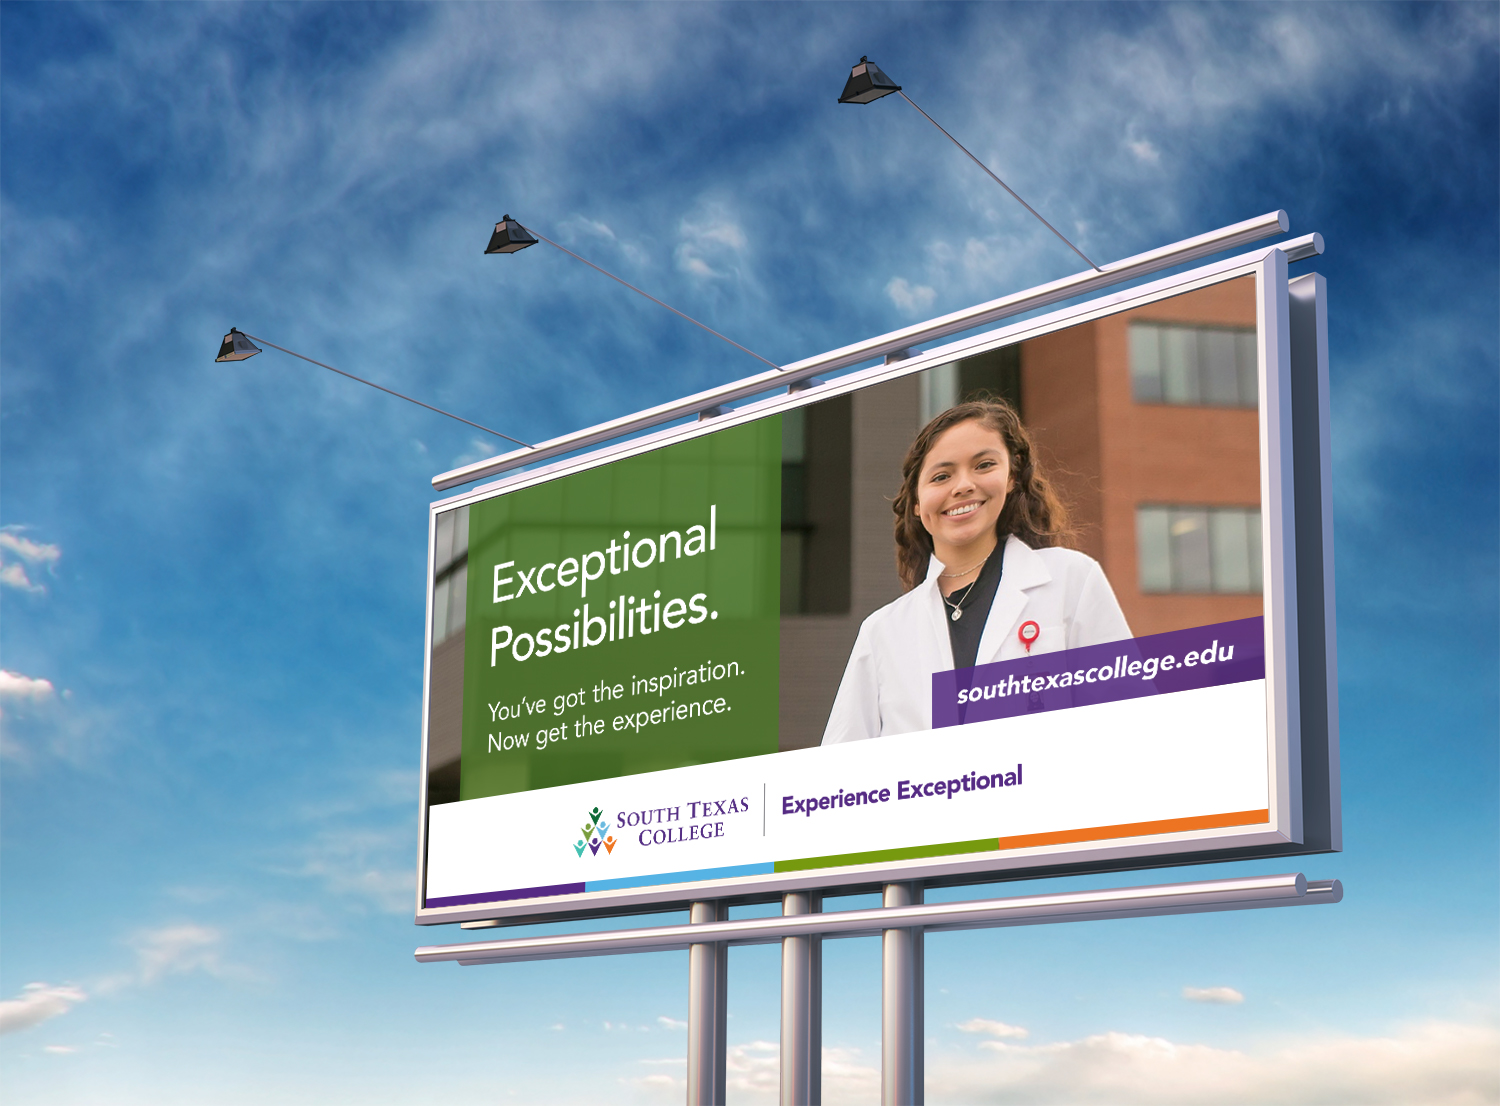 Exceptional
Possibilities.
You've got the inspiration.
Now get the experience.
southtexascollege.edu
SOUTH TEXAS
COLLEGE
Experience Exceptional